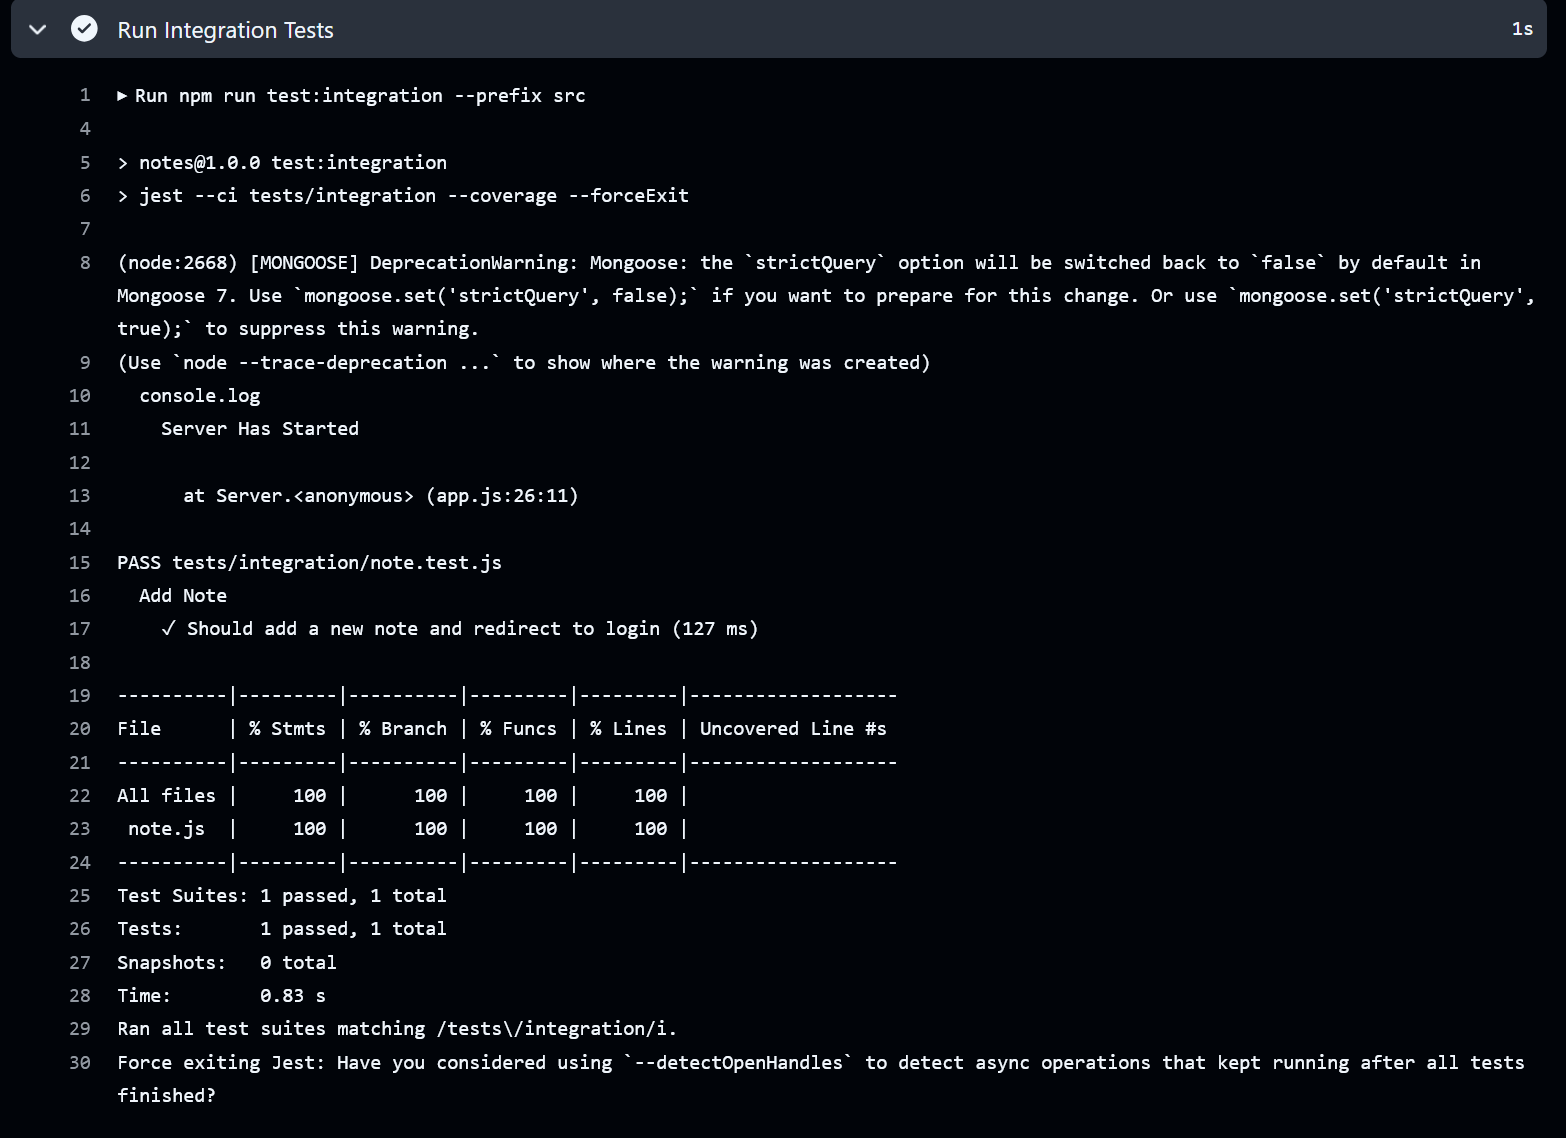 Run Integration Tests 1s
1 ▶ Run npm run test:integration --prefix src
4
5 > notes@1.0.0 test:integration
6 > jest --ci tests/integration --coverage --forceExit
7
8 (node:2668) [MONGOOSE] DeprecationWarning: Mongoose: the `strictQuery` option will be switched back to `false` by default in
Mongoose 7. Use `mongoose.set('strictQuery', false);` if you want to prepare for this change. Or use `mongoose.set('strictQuery',
true);` to suppress this warning.
9 (Use `node --trace-deprecation ...` to show where the warning was created)
10   console.log
11     Server Has Started
12
13       at Server.<anonymous> (app.js:26:11)
14
15 PASS tests/integration/note.test.js
16   Add Note
17     ✓ Should add a new note and redirect to login (127 ms)
18
19 ----------|---------|----------|---------|---------|-------------------
20 File      | % Stmts | % Branch | % Funcs | % Lines | Uncovered Line #s
21 ----------|---------|----------|---------|---------|-------------------
22 All files |     100 |      100 |     100 |     100 |
23  note.js  |     100 |      100 |     100 |     100 |
24 ----------|---------|----------|---------|---------|-------------------
25 Test Suites: 1 passed, 1 total
26 Tests:       1 passed, 1 total
27 Snapshots:   0 total
28 Time:        0.83 s
29 Ran all test suites matching /tests\/integration/i.
30 Force exiting Jest: Have you considered using `--detectOpenHandles` to detect async operations that kept running after all tests
finished?